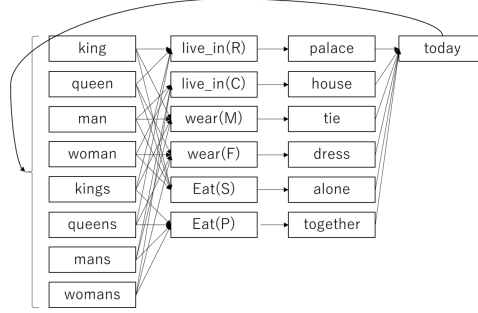 king live_in(R) palace today
queen live_in(C) house
man wear(M) tie
woman wear(F) dress
kings Eat(S) alone
queens Eat(P) together
mans
womans